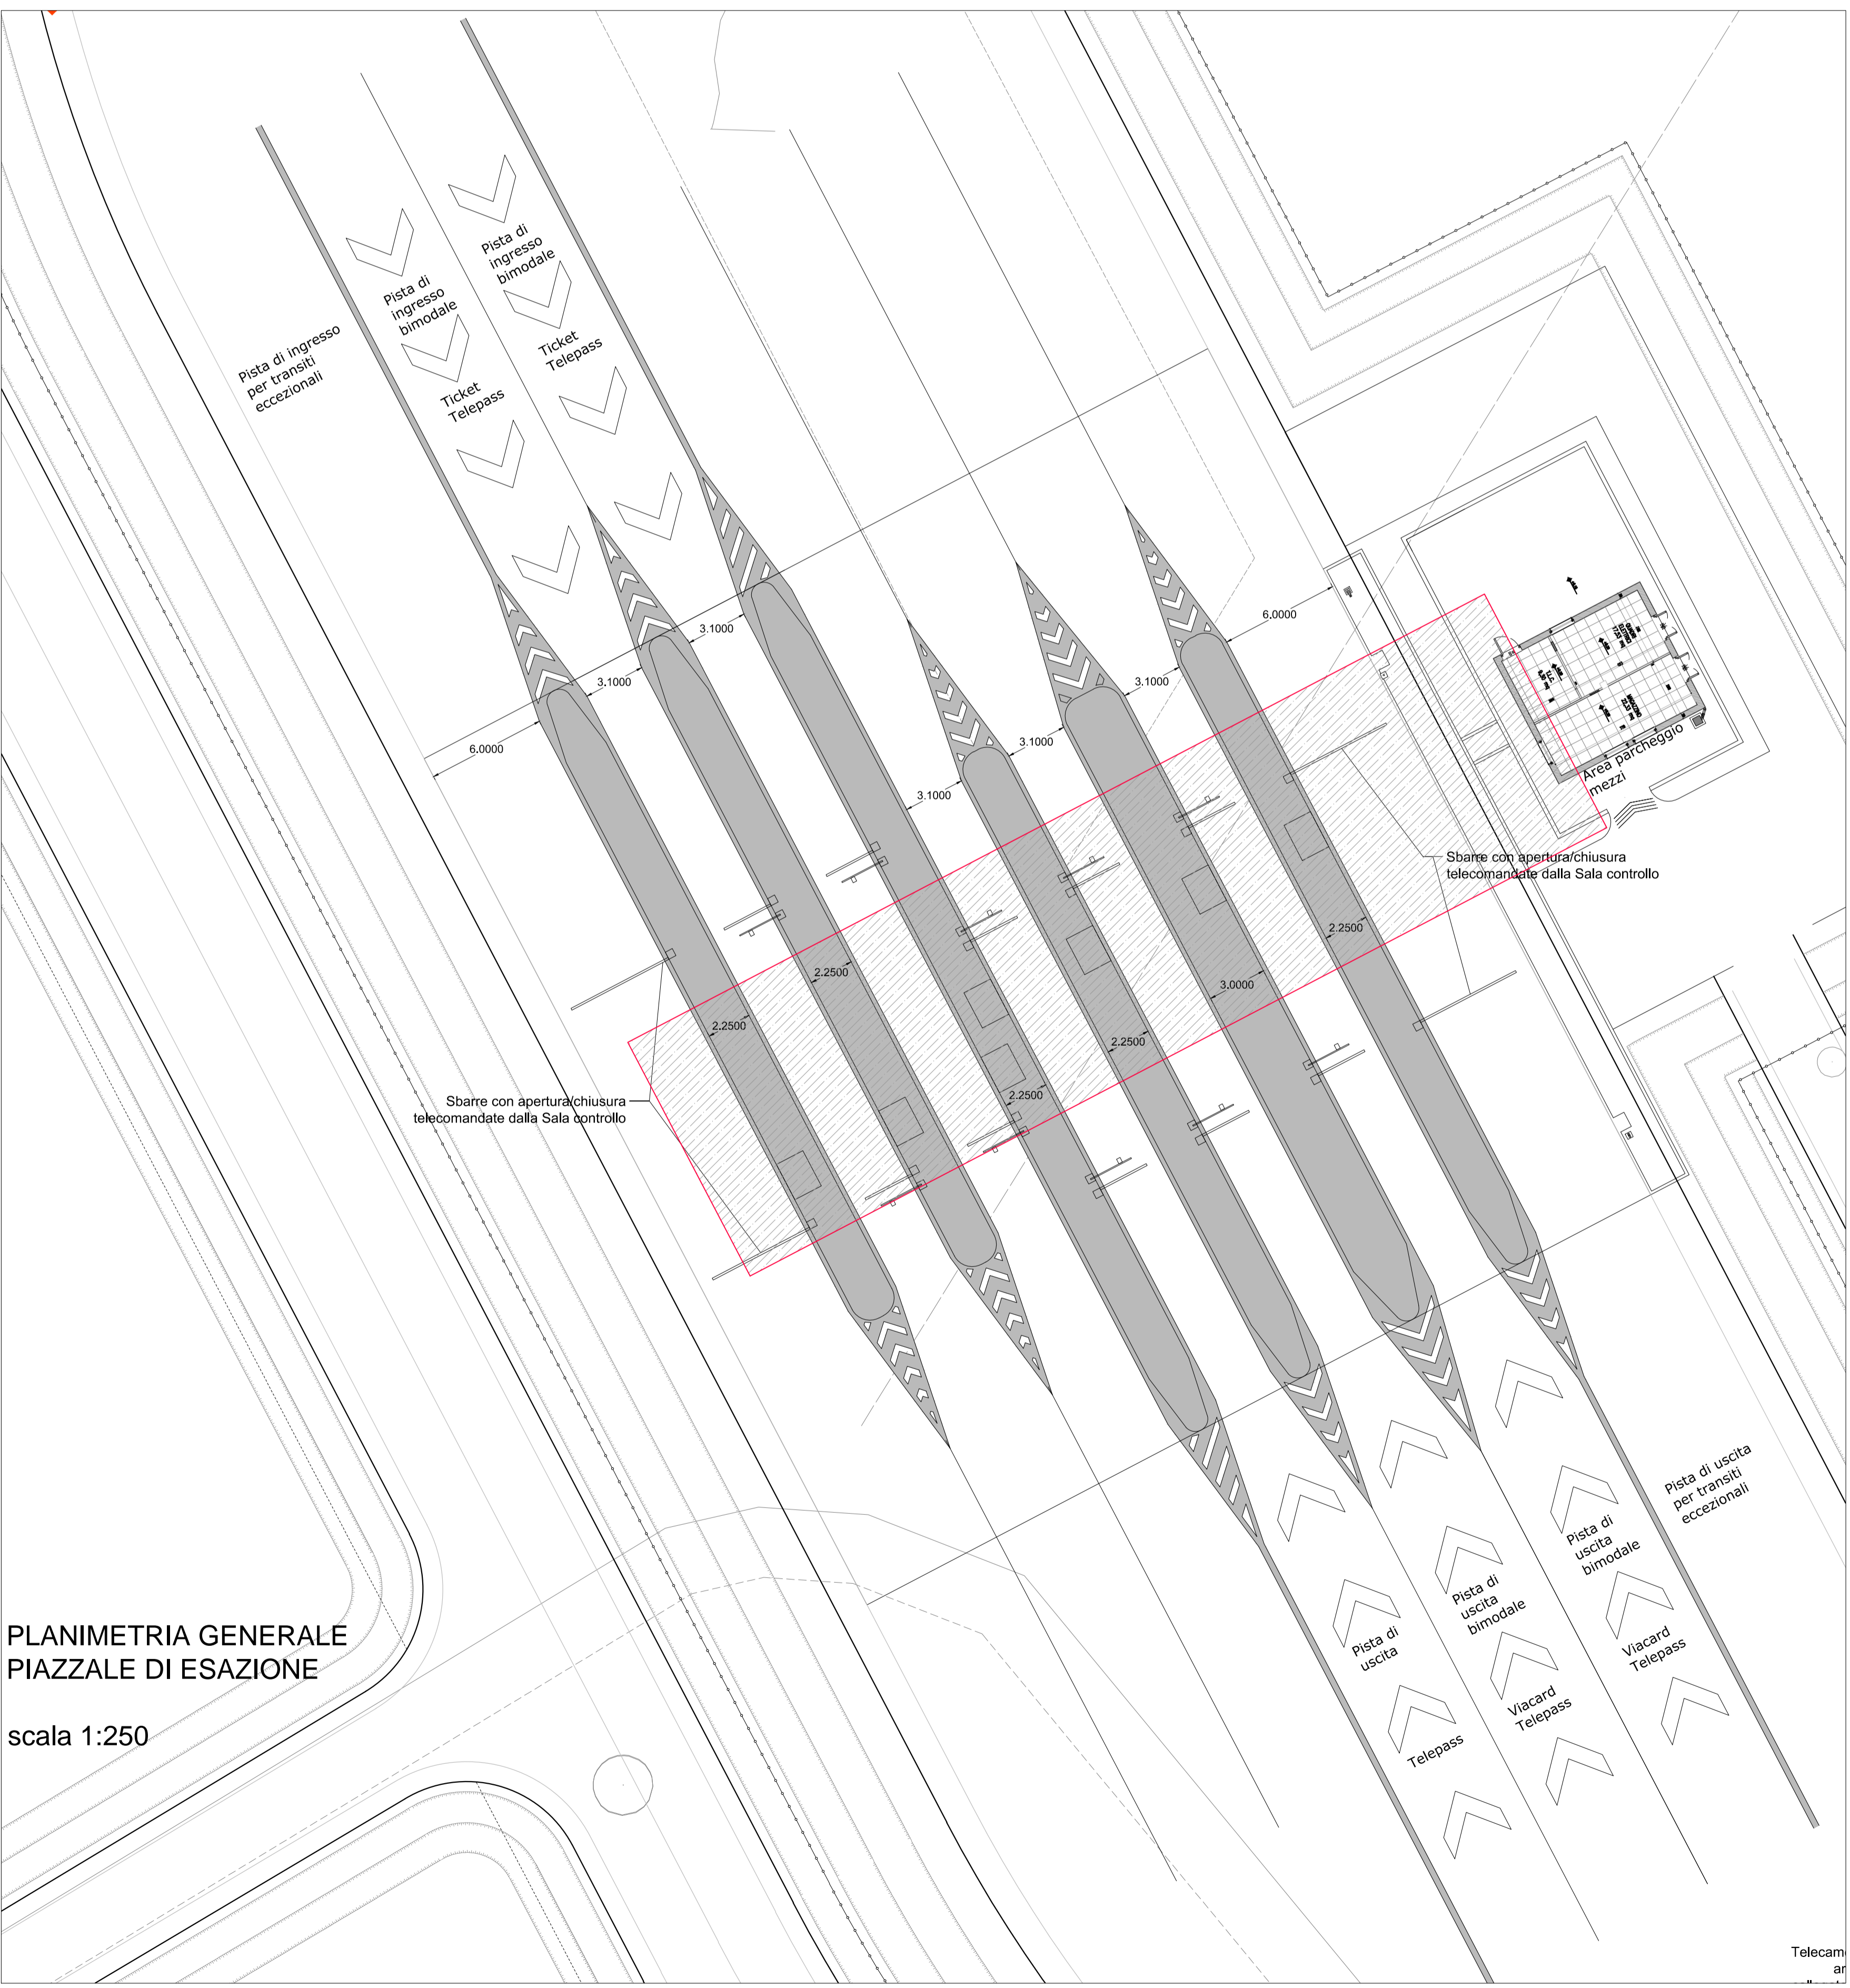 Pista di
ingresso
bimodale
Ticket
Telepass
Pista di
ingresso
bimodale
Ticket
Telepass
Pista di ingresso
per transiti
eccezionali
6.0000
3.1000
3.1000
3.1000
3.1000
3.1000
6.0000
2.2500
2.2500
2.2500
2.2500
3.0000
2.2500
Area parcheggio
mezzi
Sbarre con apertura/chiusura
telecomandate dalla Sala controllo
Sbarre con apertura/chiusura
telecomandate dalla Sala controllo
Pista di uscita
per transiti
eccezionali
Pista di
uscita
bimodale
Viacard
Telepass
Pista di
uscita
bimodale
Viacard
Telepass
Pista di
uscita
Telepass
PLANIMETRIA GENERALE
PIAZZALE DI ESAZIONE
scala 1:250
Telecam
ar